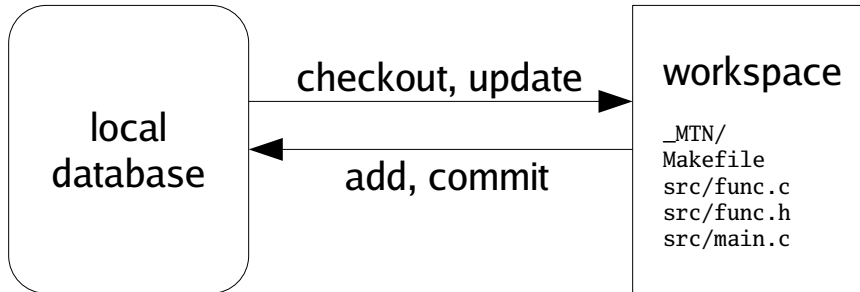 local
database
checkout, update
add, commit
workspace
_MTN/
Makefile
src/func.c
src/func.h
src/main.c